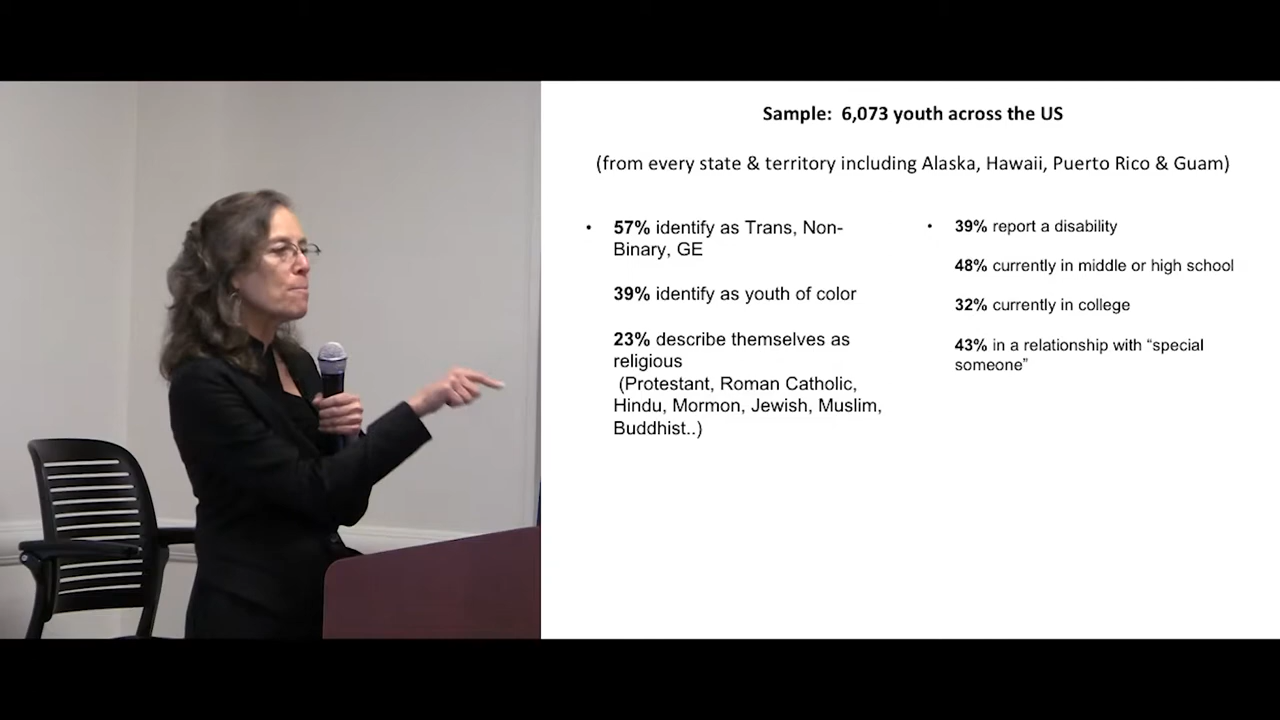 Sample:  6,073 youth across the US
(from every state & territory including Alaska, Hawaii, Puerto Rico & Guam)
• 57% identify as Trans, Non-
Binary, GE
39% identify as youth of color
23% describe themselves as
religious
(Protestant, Roman Catholic,
Hindu, Mormon, Jewish, Muslim,
Buddhist..)
• 39% report a disability
48% currently in middle or high school
32% currently in college
43% in a relationship with “special
someone”